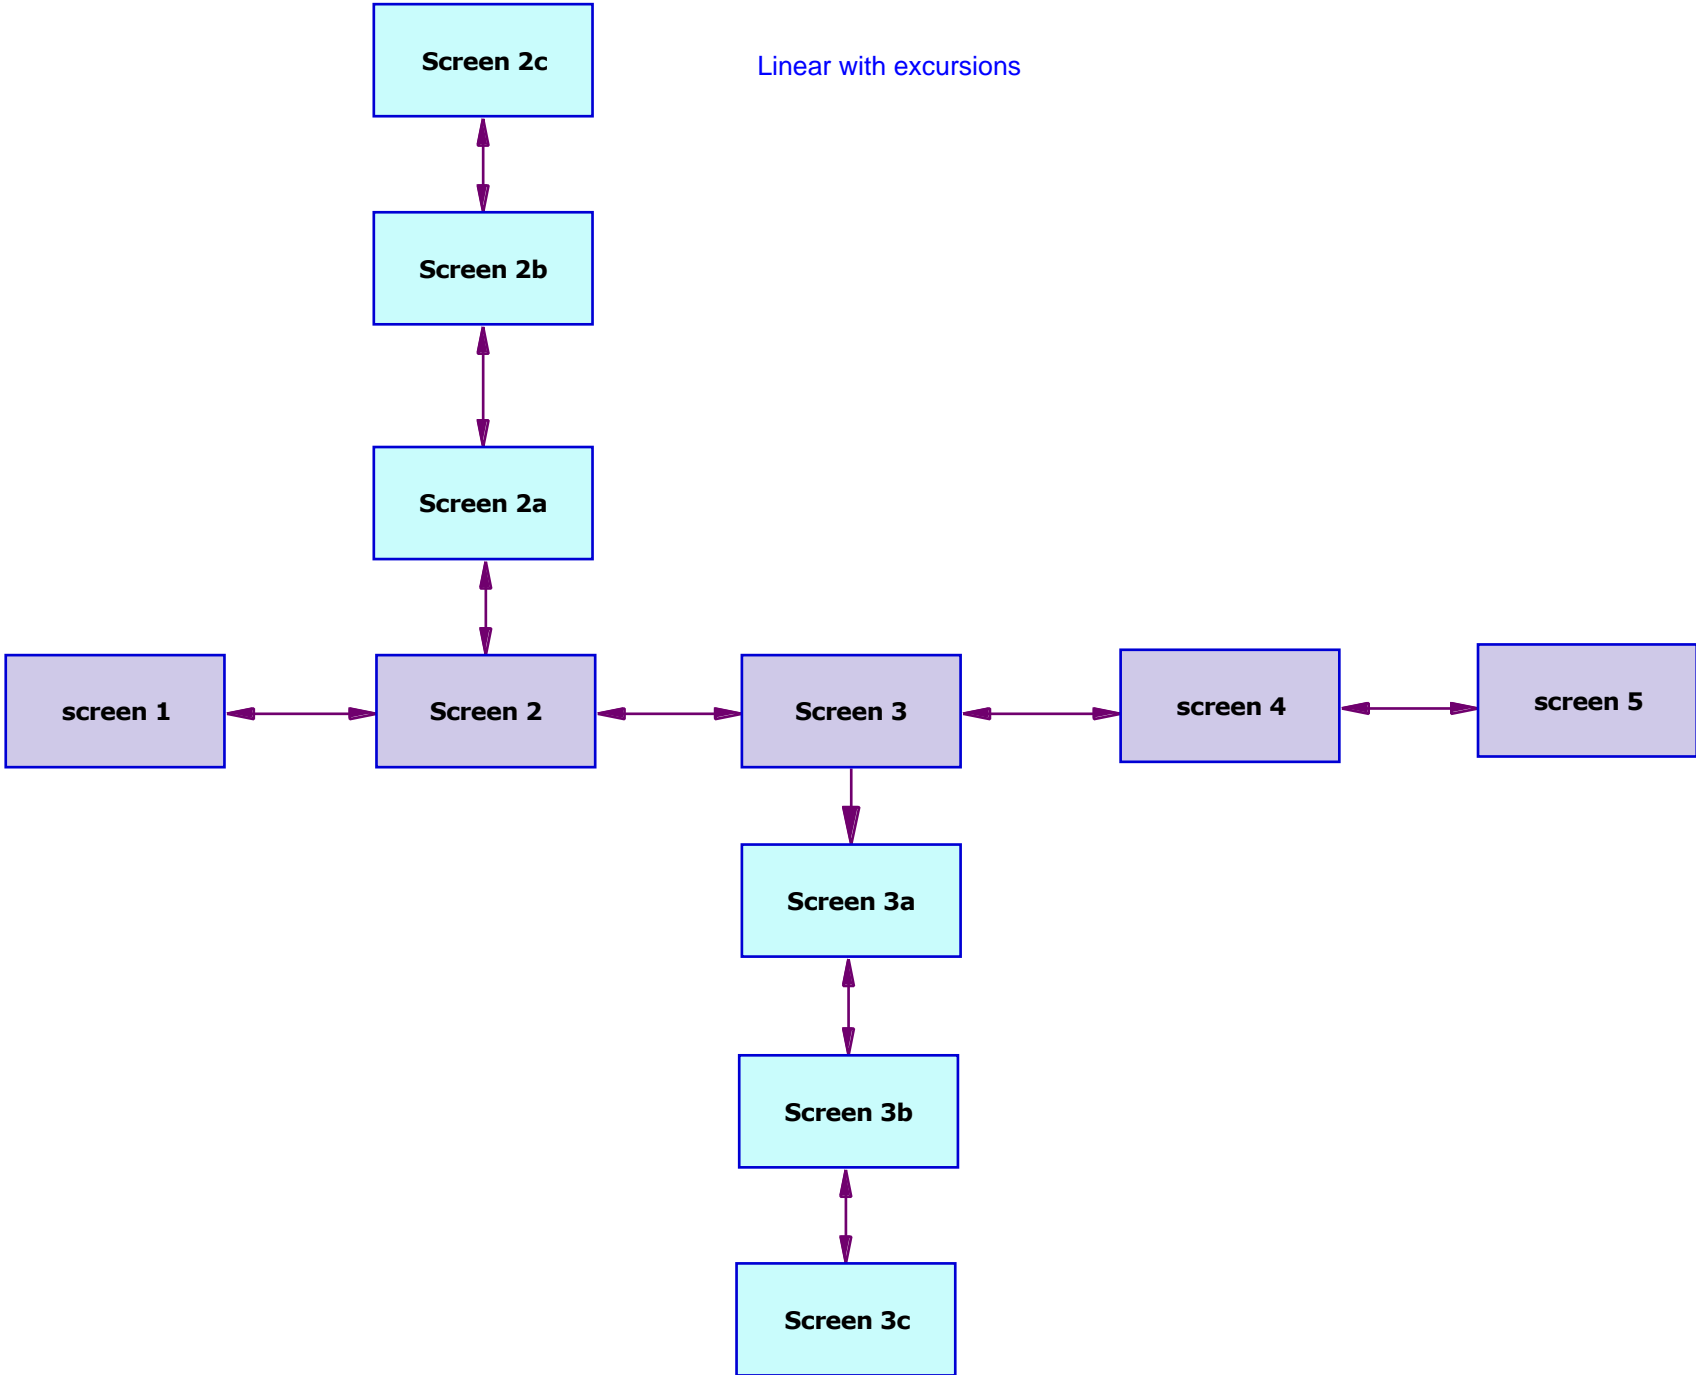 Screen 2c
Linear with excursions
Screen 2b
Screen 2a
screen 1
Screen 2
Screen 3
screen 4
screen 5
Screen 3a
Screen 3b
Screen 3c